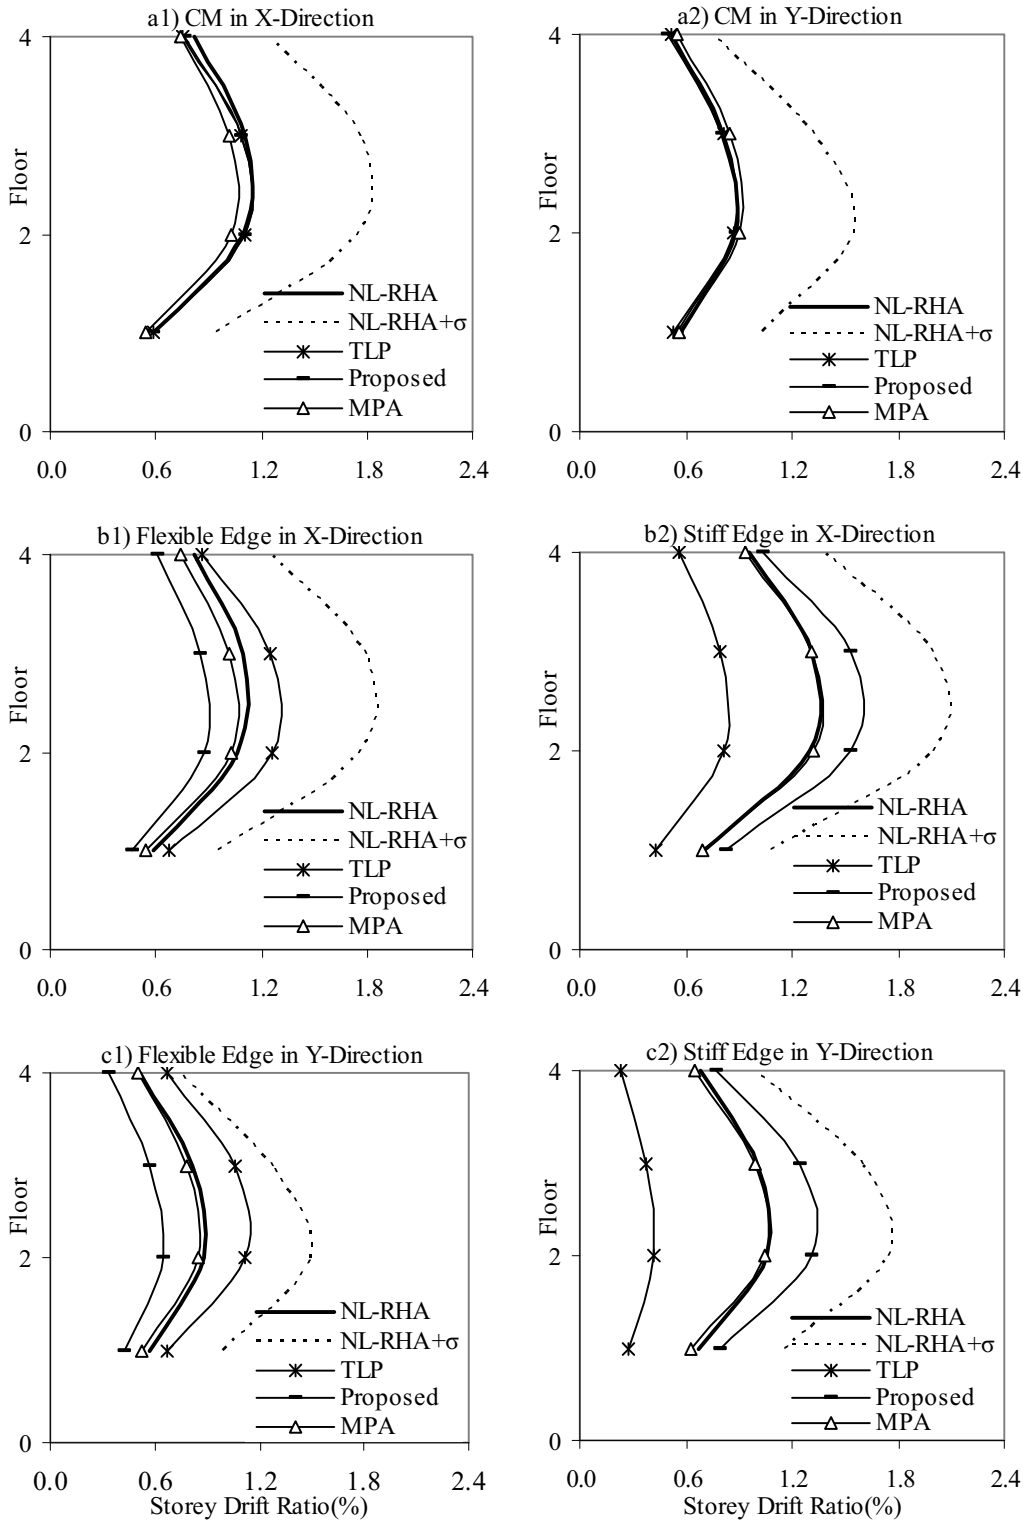 a1) CM in X-Direction
4
2
0
Floor
0.0 0.6 1.2 1.8 2.4
NL-RHA
NL-RHA+σ
TLP
Proposed
MPA
a2) CM in Y-Direction
4
2
0
Floor
0.0 0.6 1.2 1.8 2.4
NL-RHA
NL-RHA+σ
TLP
Proposed
MPA
b1) Flexible Edge in X-Direction
4
2
0
Floor
0.0 0.6 1.2 1.8 2.4
NL-RHA
NL-RHA+σ
TLP
Proposed
MPA
b2) Stiff Edge in X-Direction
4
2
0
Floor
0.0 0.6 1.2 1.8 2.4
NL-RHA
NL-RHA+σ
TLP
Proposed
MPA
c1) Flexible Edge in Y-Direction
4
2
0
Floor
0.0 0.6 1.2 1.8 2.4
Storey Drift Ratio(%)
NL-RHA
NL-RHA+σ
TLP
Proposed
MPA
c2) Stiff Edge in Y-Direction
4
2
0
Floor
0.0 0.6 1.2 1.8 2.4
Storey Drift Ratio(%)
NL-RHA
NL-RHA+σ
TLP
Proposed
MPA